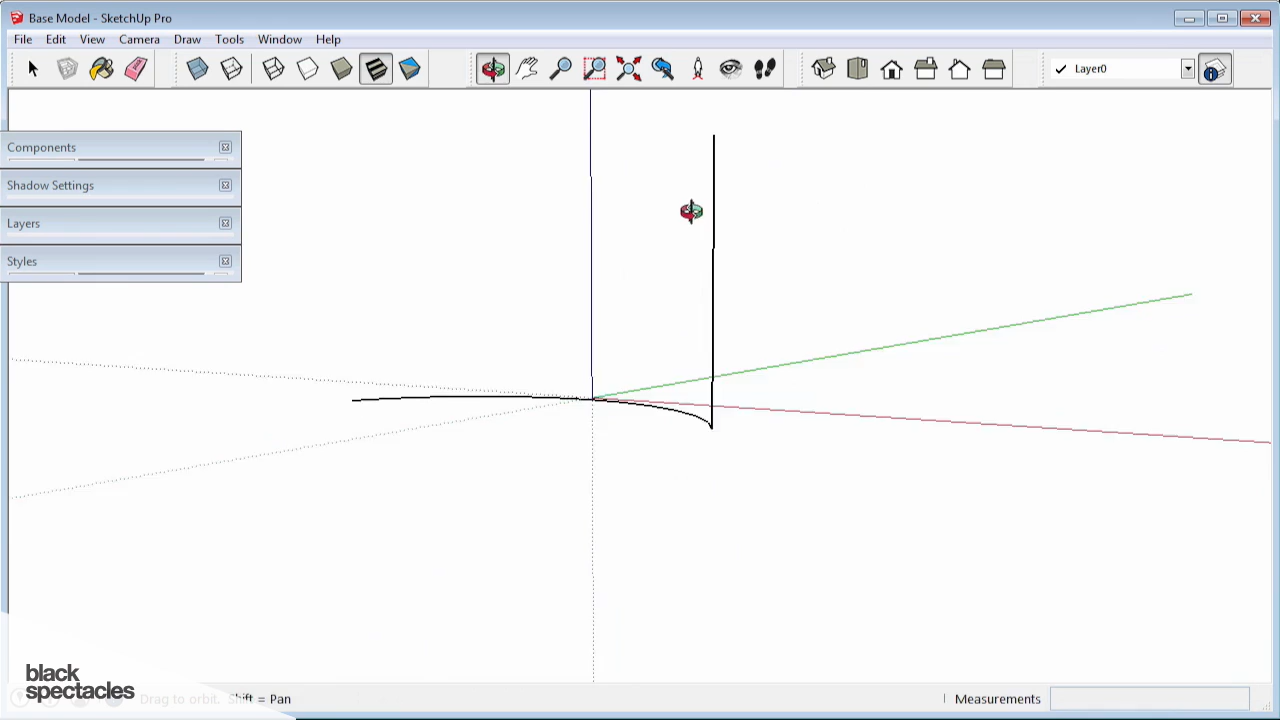 Base Model - SketchUp Pro
File Edit View Camera Draw Tools Window Help
Layer0
Components
Shadow Settings
Layers
Styles
black
spectacles
Drag to orbit. Shift = Pan
Measurements